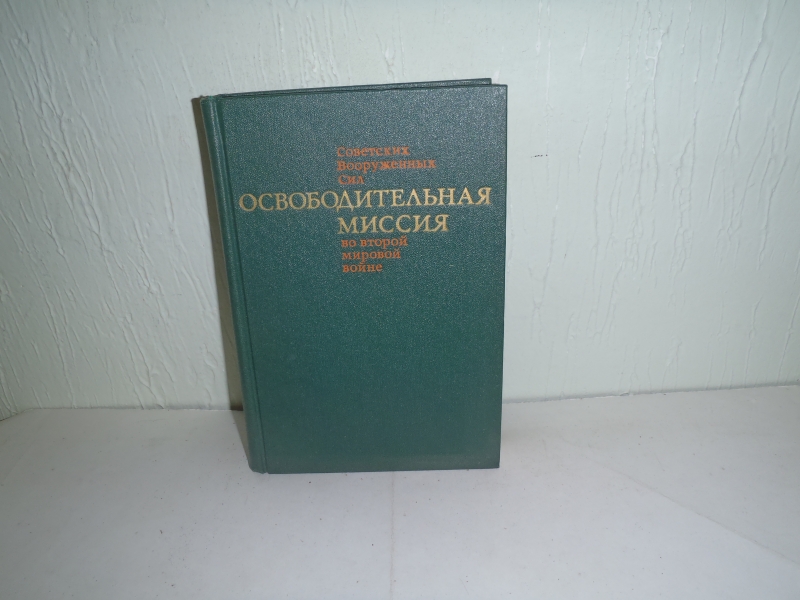 Советских
Вооруженных
Сил
ОСВОБОДИТЕЛЬНАЯ
МИССИЯ
во второй
мировой
войне